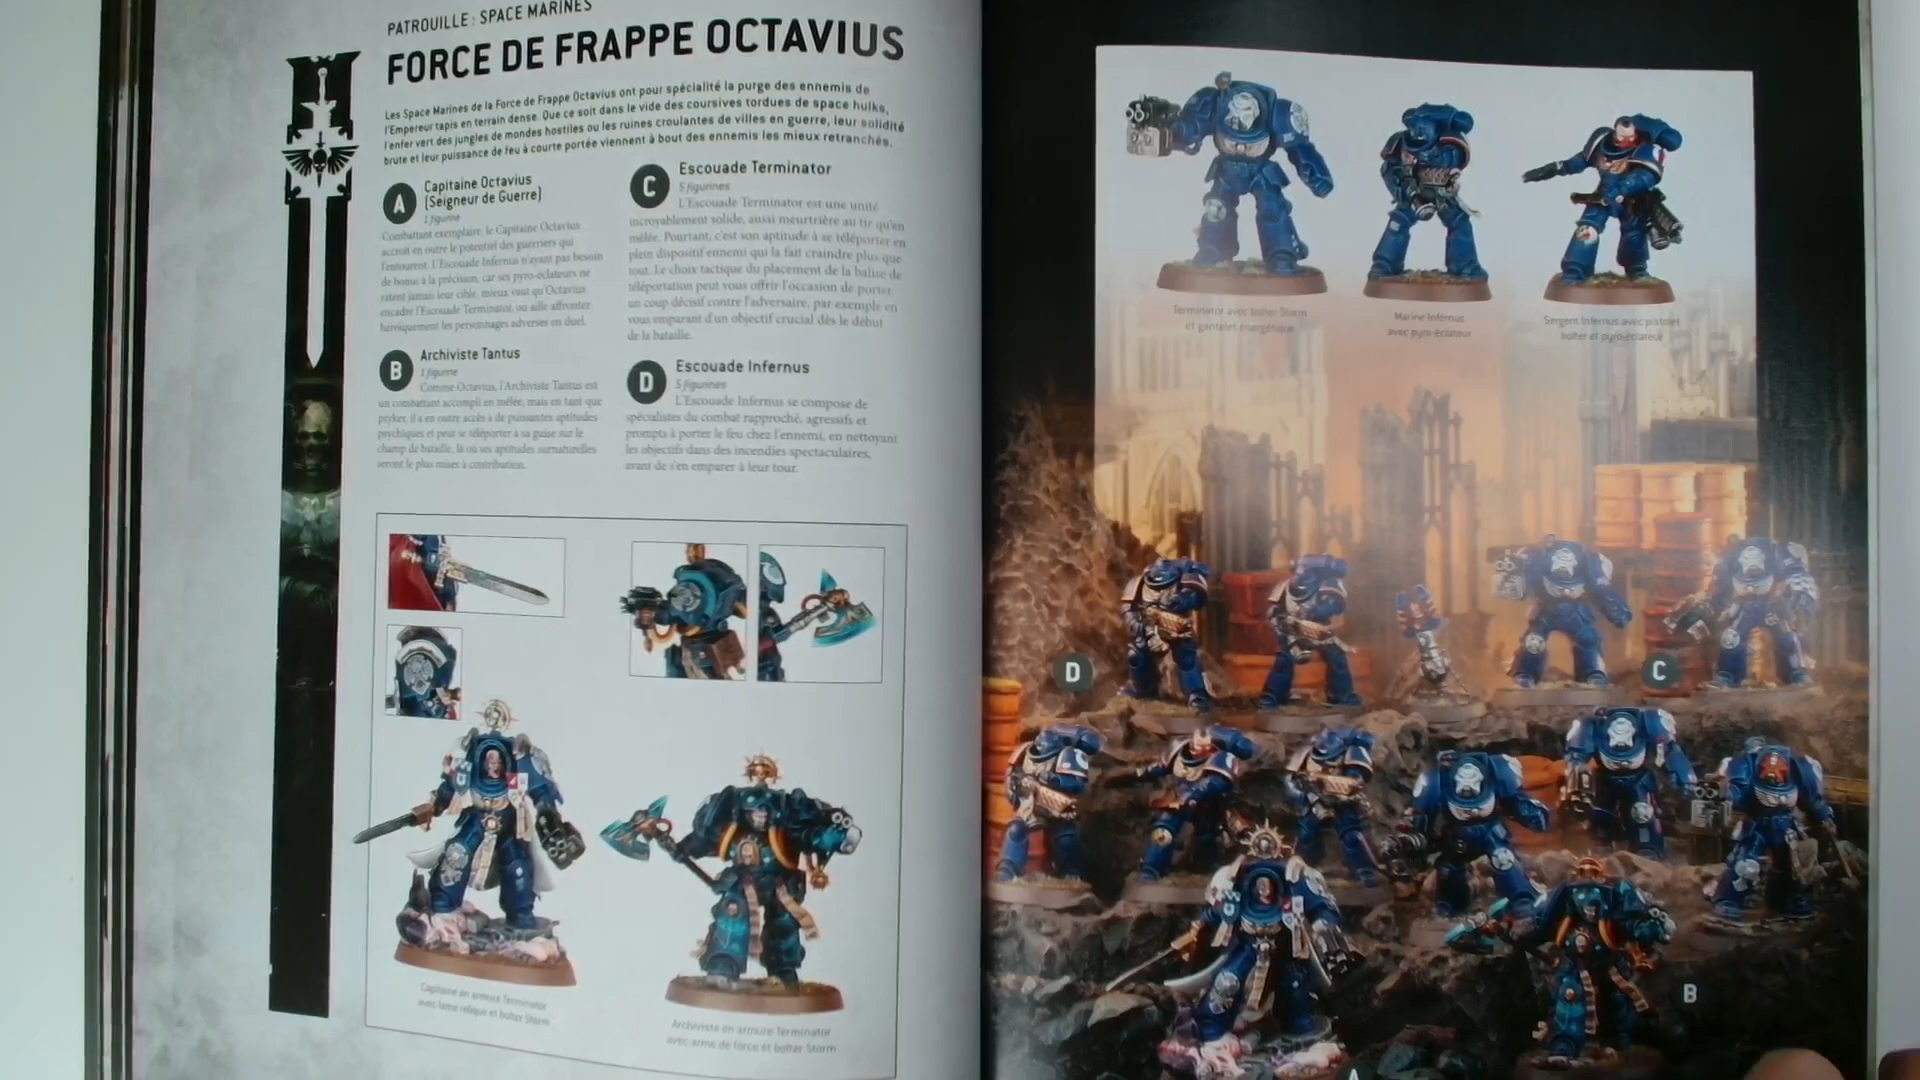 PATROUILLE : SPACE MARINES
FORCE DE FRAPPE OCTAVIUS
Les Space Marines de la Force de Frappe Octavius ont pour spécialité la purge des ennemis de
l'Empereur tapis en terrain dense. Que ce soit dans le vide des coursives tordues de space hulks,
l'enfer vert des jungles de mondes hostiles ou les ruines croulantes de villes en guerre, leur solidité
brute et leur puissance de feu à courte portée viennent à bout des ennemis les mieux retranchés.
A
Capitaine Octavius
(Seigneur de Guerre)
1 figurine
Combattant exemplaire, le Capitaine Octavius
accroît en outre le potentiel des guerriers qui
l'entourent. L'Escouade Infernus n'ayant pas besoin
de bonus à la précision, car ses pyro-éclateurs ne
ratent jamais leur cible, mieux vaut qu'Octavius
encadre l'Escouade Terminator, ou aille affronter
héroïquement les personnages adverses en duel.
B
Archiviste Tantus
1 figurine
Comme Octavius, l'Archiviste Tantus est
un combattant accompli en mêlée, mais en tant que
psyker, il a en outre accès à de puissantes aptitudes
psychiques et peut se téléporter à sa guise sur le
champ de bataille, là où ses aptitudes surnaturelles
seront le plus mises à contribution.
C
Escouade Terminator
5 figurines
L'Escouade Terminator est une unité
incroyablement solide, aussi meurtrière au tir qu'en
mêlée. Pourtant, c'est son aptitude à se téléporter en
plein dispositif ennemi qui la fait craindre plus que
tout. Le choix tactique du placement de la balise de
téléportation peut vous offrir l'occasion de porter
un coup décisif contre l'adversaire, par exemple en
vous emparant d'un objectif crucial dès le début
de la bataille.
D
Escouade Infernus
5 figurines
L'Escouade Infernus se compose de
spécialistes du combat rapproché, agressifs et
prompts à porter le feu chez l'ennemi, en nettoyant
les objectifs dans des incendies spectaculaires,
avant de s'en emparer à leur tour.
Capitaine en armure Terminator
avec lame relique et bolter Storm
Archiviste en armure Terminator
avec arme de force et bolter Storm
Terminator avec bolter Storm
et gantelet énergétique
Marine Infernus
avec pyro-éclateur
Sergent Infernus avec pistolet
bolter et pyro-éclateur
D
C
B
A